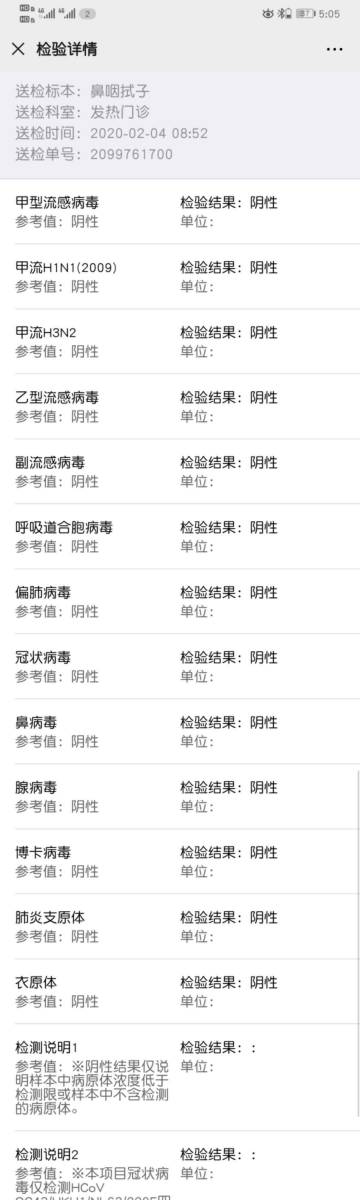 5:05
检验详情
送检标本：鼻咽拭子
送检科室：发热门诊
送检时间：2020-02-04 08:52
送检单号：2099761700
甲型流感病毒 检验结果：阴性
参考值：阴性 单位：
甲流H1N1(2009) 检验结果：阴性
参考值：阴性 单位：
甲流H3N2 检验结果：阴性
参考值：阴性 单位：
乙型流感病毒 检验结果：阴性
参考值：阴性 单位：
副流感病毒 检验结果：阴性
参考值：阴性 单位：
呼吸道合胞病毒 检验结果：阴性
参考值：阴性 单位：
偏肺病毒 检验结果：阴性
参考值：阴性 单位：
冠状病毒 检验结果：阴性
参考值：阴性 单位：
鼻病毒 检验结果：阴性
参考值：阴性 单位：
腺病毒 检验结果：阴性
参考值：阴性 单位：
博卡病毒 检验结果：阴性
参考值：阴性 单位：
肺炎支原体 检验结果：阴性
参考值：阴性 单位：
衣原体 检验结果：阴性
参考值：阴性 单位：
检测说明1 检验结果：:
参考值：※阴性结果仅说 单位：
明样本中病原体浓度低于
检测限或样本中不含检测
的病原体。
检测说明2 检验结果：:
参考值：※本项目冠状病 单位：
毒仅检测HCoV